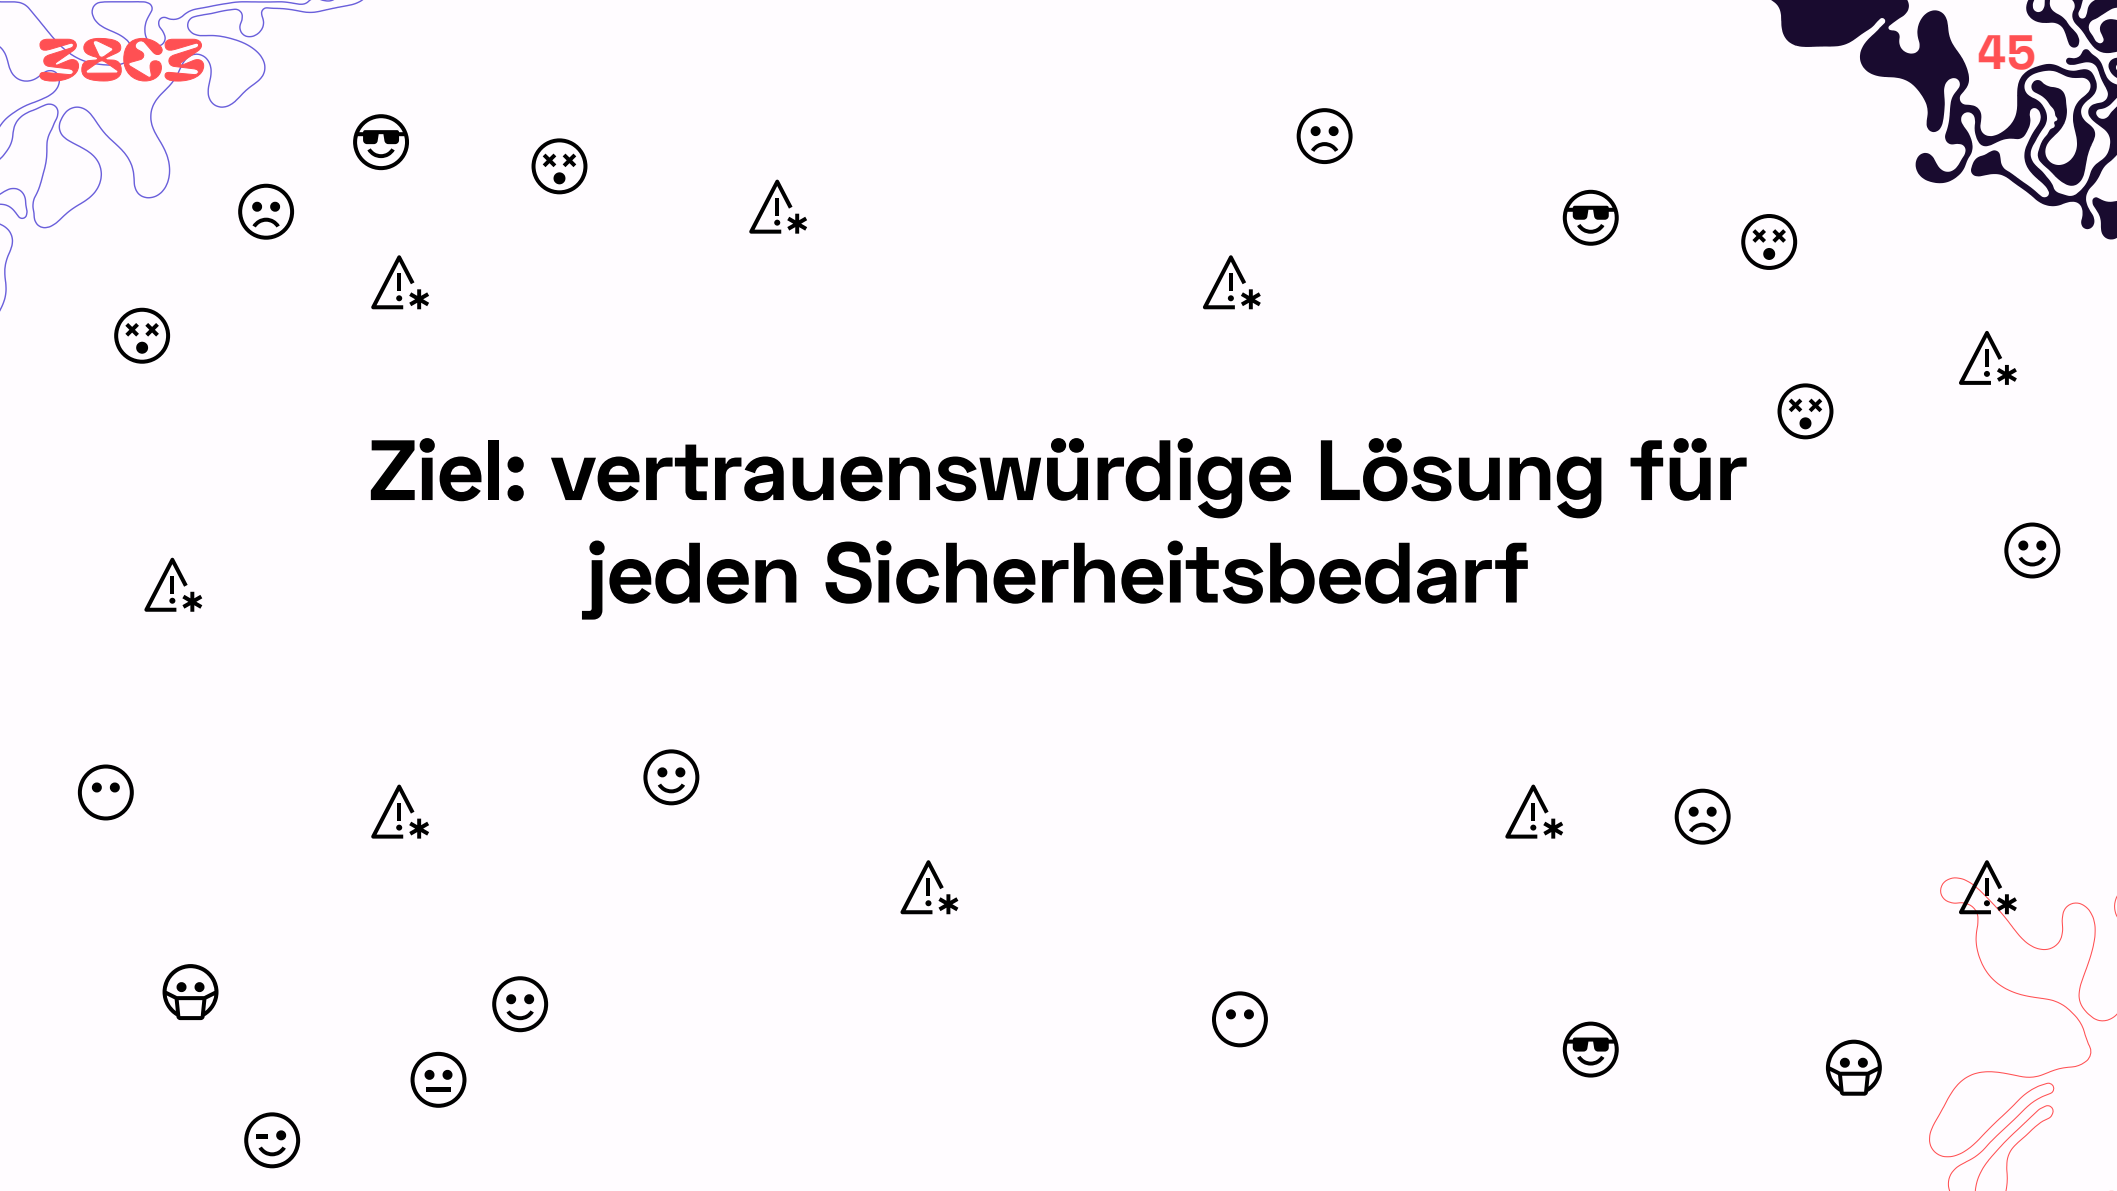 38C3
45
Ziel: vertrauenswürdige Lösung für
jeden Sicherheitsbedarf